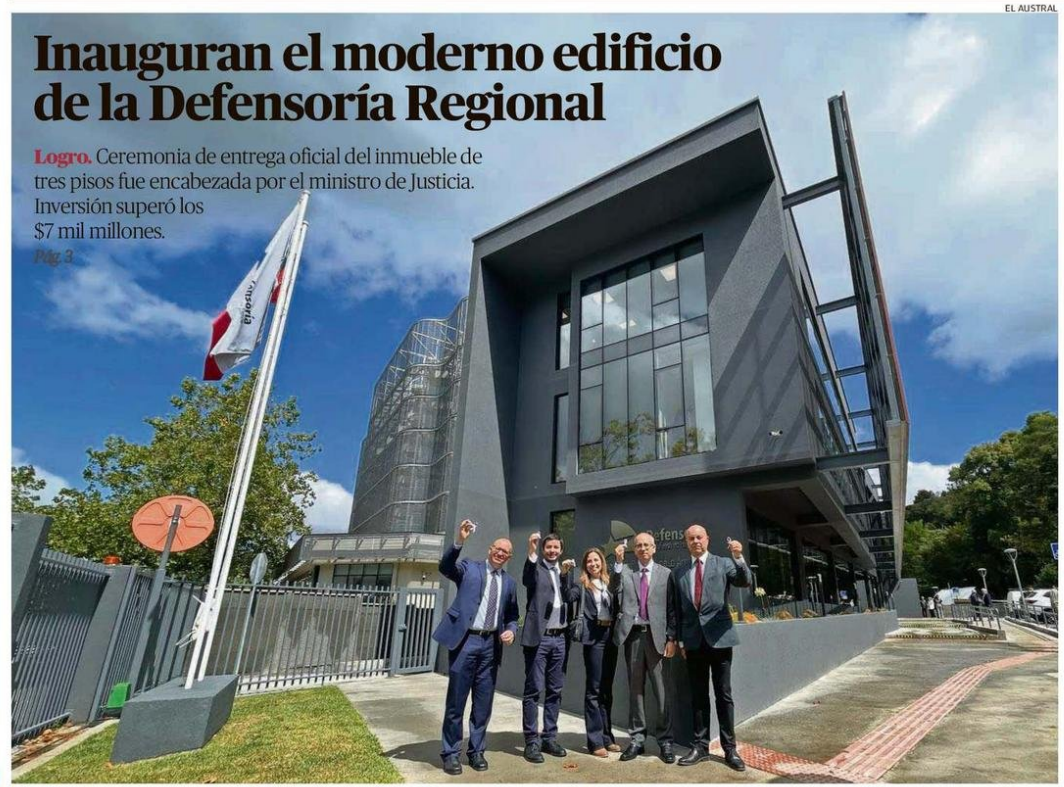 EL AUSTRAL
Inauguran el moderno edificio
de la Defensoría Regional
Logro. Ceremonia de entrega oficial del inmueble de
tres pisos fue encabezada por el ministro de Justicia.
Inversión superó los
$7 mil millones.
Pág. 3